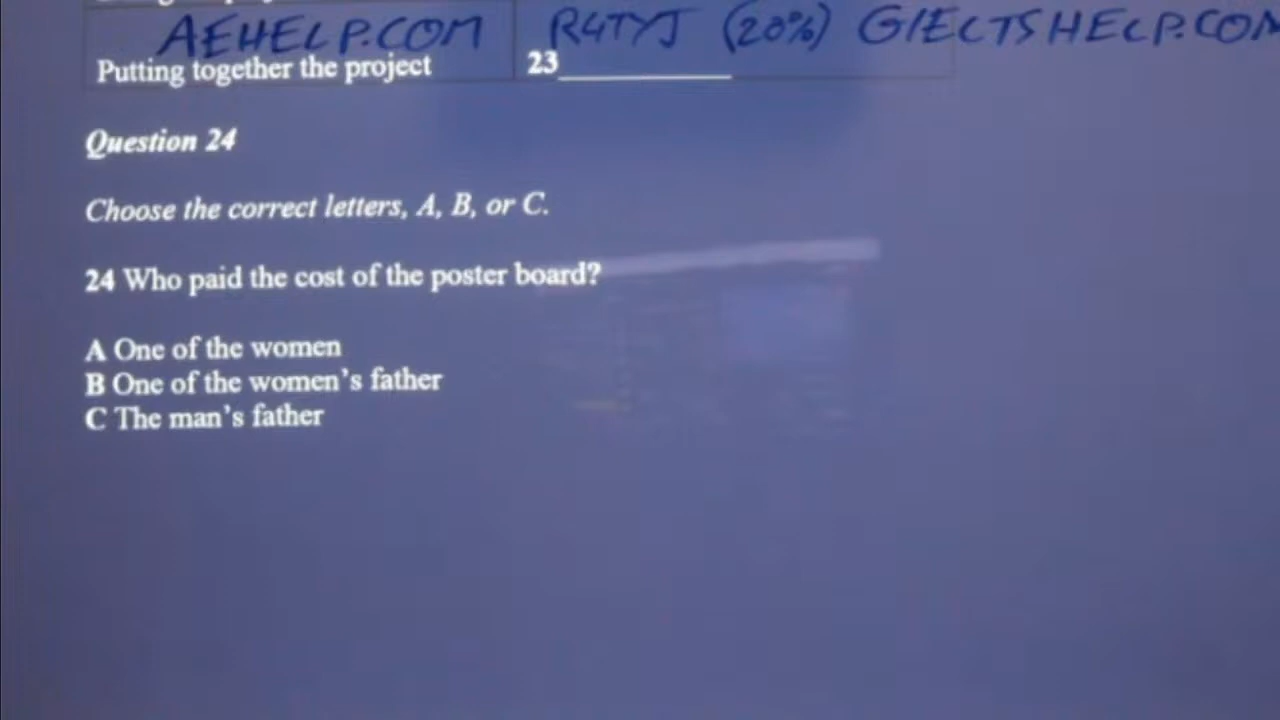 AEHELP.COM R4TYJ (20%) GIELTSHELP.COM
Putting together the project 23
Question 24
Choose the correct letters, A, B, or C.
24 Who paid the cost of the poster board?
A One of the women
B One of the women's father
C The man's father